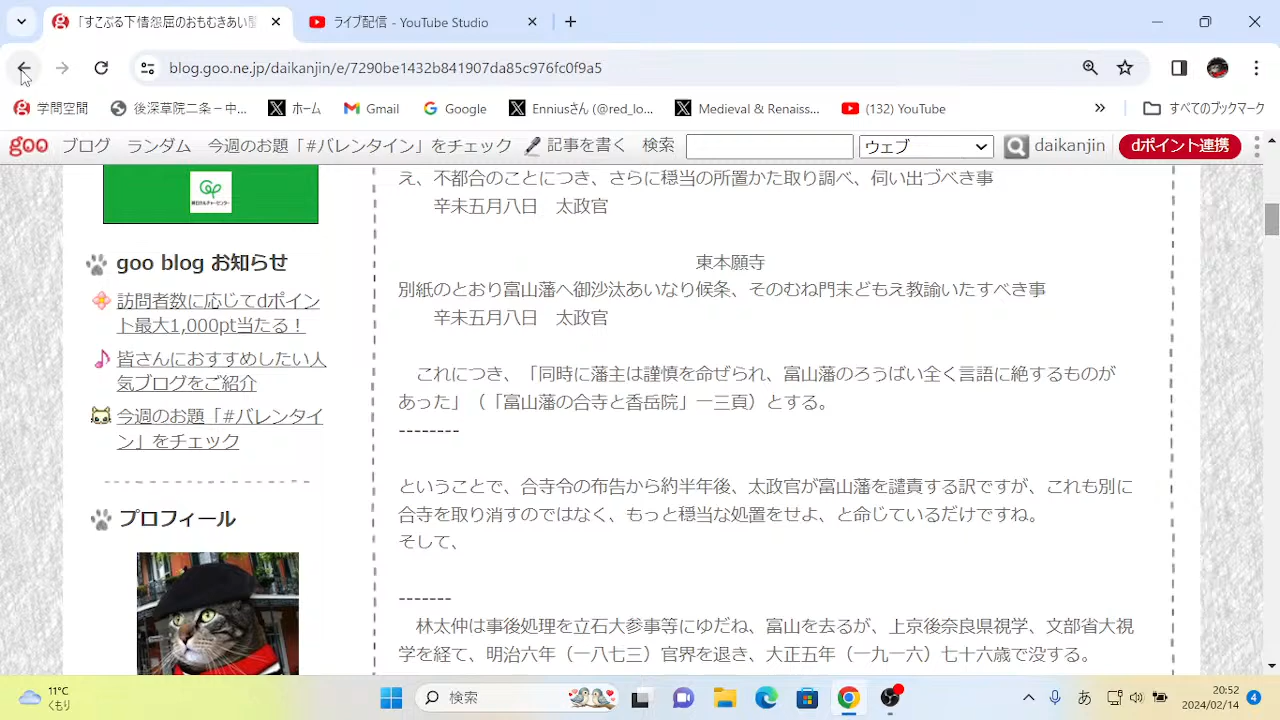 「すこぶる下情怨屈のおもむきあい
ライブ配信 - YouTube Studio
blog.goo.ne.jp/daikanjin/e/7290be1432b841907da85c976fc0f9a5
学問空間
後深草院二条 − 中...
ホーム
Gmail
Google
Enniusさん (@red_lo...
Medieval & Renaiss...
(132) YouTube
»
すべてのブックマーク
goo ブログ ランダム 今週のお題「#バレンタイン」をチェック 記事を書く 検索 ウェブ daikanjin dポイント連携
東急カルチャーセンター
goo blog お知らせ
訪問者数に応じてdポイン
ト最大1,000pt当たる！
皆さんにおすすめしたい人
気ブログをご紹介
今週のお題「#バレンタイ
ン」をチェック
プロフィール
え、不都合のことにつき、さらに穏当の所置かた取り調べ、伺い出づべき事
辛未五月八日　太政官
東本願寺
別紙のとおり富山藩へ御沙汰あいなり候条、そのむね門末どもえ教諭いたすべき事
辛未五月八日　太政官
これにつき、「同時に藩主は謹慎を命ぜられ、富山藩のろうばい全く言語に絶するものが
あった」（「富山藩の合寺と香岳院」一三頁）とする。
--------
ということで、合寺令の布告から約半年後、太政官が富山藩を譴責する訳ですが、これも別に
合寺を取り消すのではなく、もっと穏当な処置をせよ、と命じているだけですね。
そして、
-------
林太仲は事後処理を立石大参事等にゆだね、富山を去るが、上京後奈良県視学、文部省大視
学を経て、明治六年（一八七三）官界を退き、大正五年（一九一六）七十六歳で没する。
11°C
くもり
検索
あ
20:52
2024/02/14
4